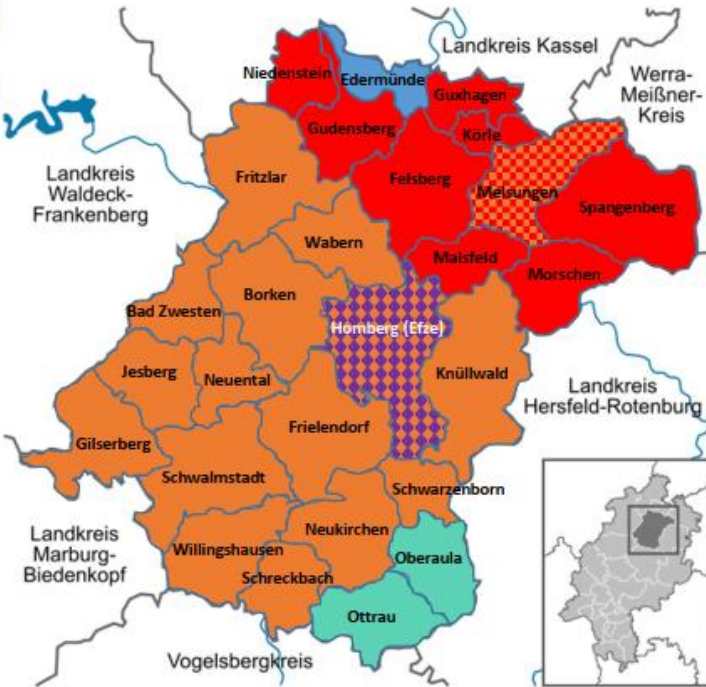 Landkreis Kassel
Niedenstein
Edermünde
Guxhagen
Werra-
Meißner-
Kreis
Gudensberg
Körle
Landkreis
Waldeck-
Frankenberg
Fritzlar
Felsberg
Melsungen
Spangenberg
Wabern
Malsfeld
Morschen
Borken
Bad Zwesten
Homberg (Efze)
Jesberg
Neuental
Knüllwald
Landkreis
Hersfeld-Rotenburg
Gilserberg
Frielendorf
Schwalmstadt
Schwarzenborn
Landkreis
Marburg-
Biedenkopf
Neukirchen
Willingshausen
Oberaula
Schreckbach
Ottrau
Vogelsbergkreis